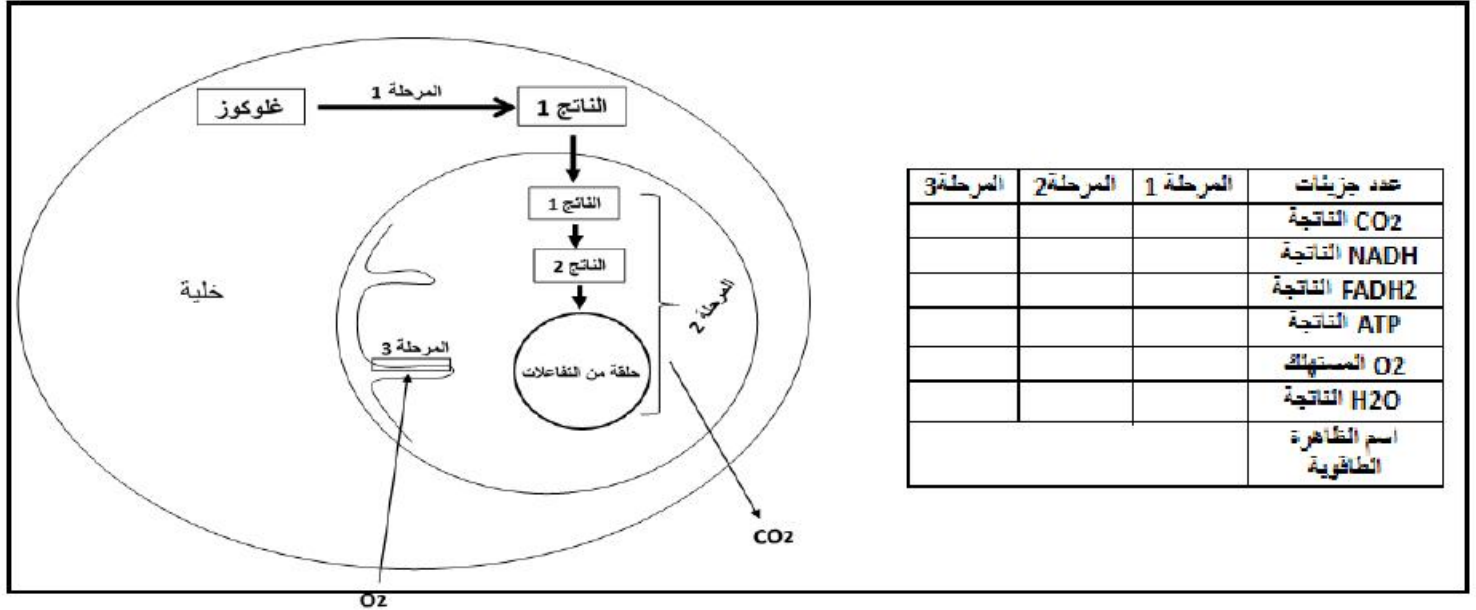 غلوكوز
المرحلة 1
الناتج 1
الناتج 1
الناتج 2
حلقة من التفاعلات
المرحلة 2
المرحلة 3
خلية
CO2
O2
عدد جزيئات المرحلة 1 المرحلة2 المرحلة3
CO2 الناتجة
NADH الناتجة
FADH2 الناتجة
ATP الناتجة
O2 المستهلك
H2O الناتجة
اسم الظاهرة
الطاقوية